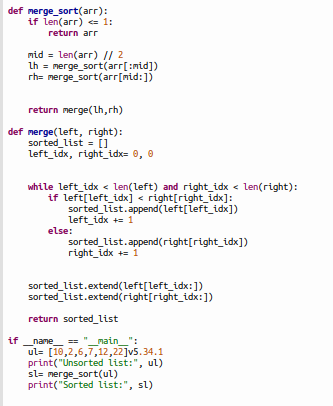 def merge_sort(arr):
    if len(arr) <= 1:
        return arr

    mid = len(arr) // 2
    lh = merge_sort(arr[:mid])
    rh= merge_sort(arr[mid:])


    return merge(lh,rh)

def merge(left, right):
    sorted_list = []
    left_idx, right_idx= 0, 0


    while left_idx < len(left) and right_idx < len(right):
        if left[left_idx] < right[right_idx]:
            sorted_list.append(left[left_idx])
            left_idx += 1
        else:
            sorted_list.append(right[right_idx])
            right_idx += 1


    sorted_list.extend(left[left_idx:])
    sorted_list.extend(right[right_idx:])

    return sorted_list

if __name__ == "__main__":
    ul= [10,2,6,7,12,22]v5.34.1
    print("Unsorted list:", ul)
    sl= merge_sort(ul)
    print("Sorted list:", sl)